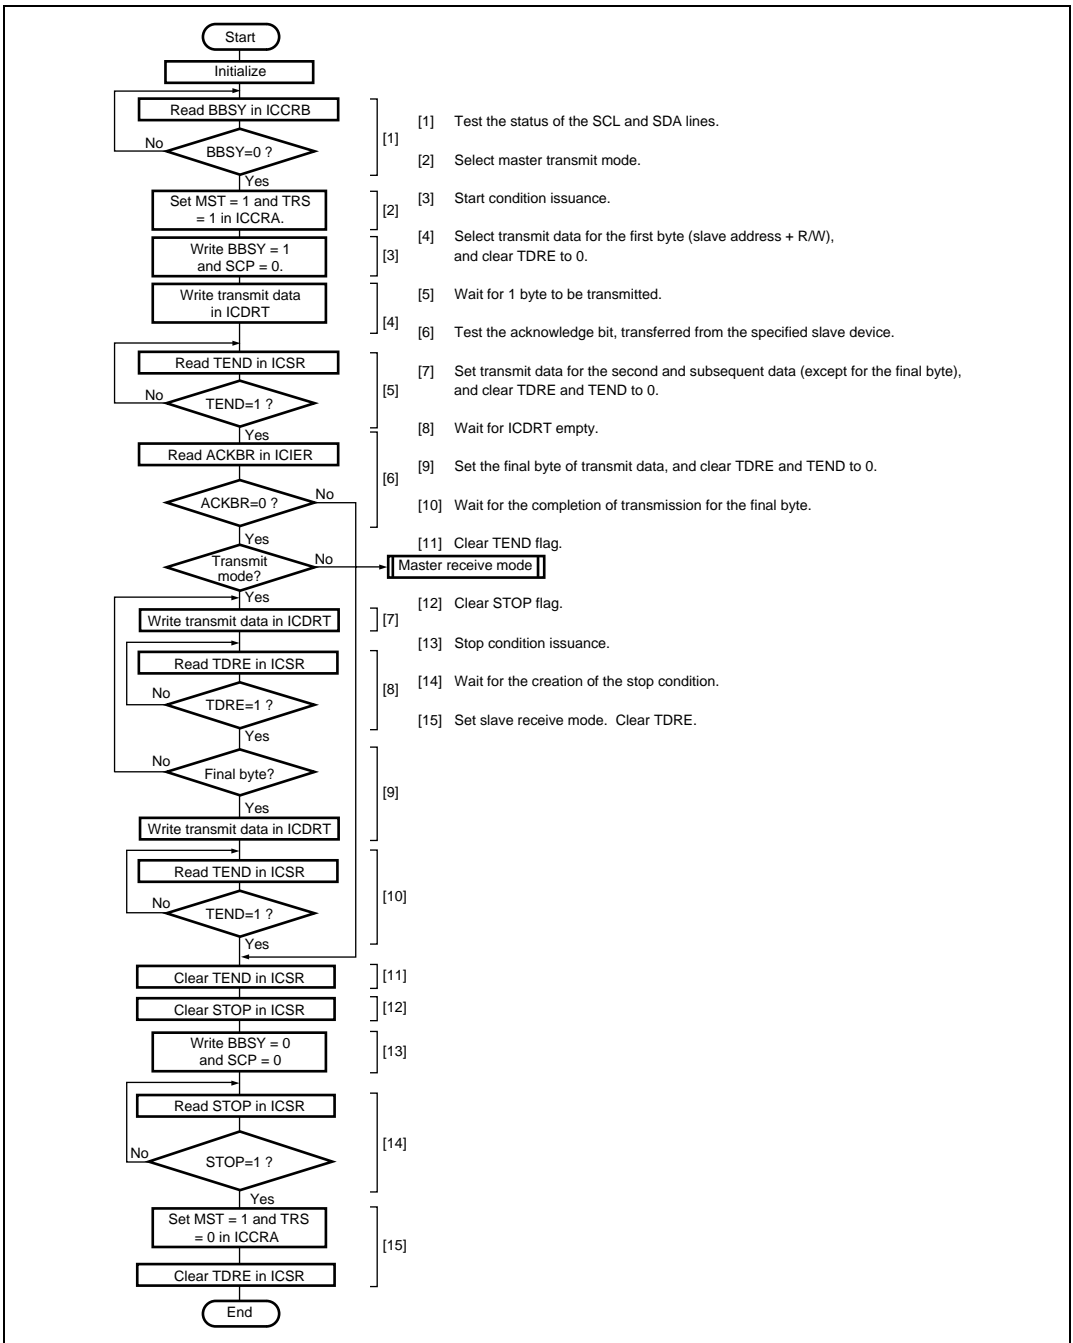 Start
Initialize
Read BBSY in ICCRB
BBSY=0 ?
No
Yes
[1]
Set MST = 1 and TRS
= 1 in ICCRA.
[2]
Write BBSY = 1
and SCP = 0.
[3]
Write transmit data
in ICDRT
[4]
Read TEND in ICSR
TEND=1 ?
No
Yes
[5]
Read ACKBR in ICIER
ACKBR=0 ?
No
Yes
[6]
Transmit
mode?
No
Yes
Master receive mode
Write transmit data in ICDRT
[7]
Read TDRE in ICSR
No
TDRE=1 ?
Yes
[8]
No
Final byte?
Yes
[9]
Write transmit data in ICDRT
Read TEND in ICSR
No
TEND=1 ?
Yes
[10]
Clear TEND in ICSR
[11]
Clear STOP in ICSR
[12]
Write BBSY = 0
and SCP = 0
[13]
Read STOP in ICSR
No
STOP=1 ?
Yes
[14]
Set MST = 1 and TRS
= 0 in ICCRA
[15]
Clear TDRE in ICSR
End
[1] Test the status of the SCL and SDA lines.
[2] Select master transmit mode.
[3] Start condition issuance.
[4] Select transmit data for the first byte (slave address + R/W),
and clear TDRE to 0.
[5] Wait for 1 byte to be transmitted.
[6] Test the acknowledge bit, transferred from the specified slave device.
[7] Set transmit data for the second and subsequent data (except for the final byte),
and clear TDRE and TEND to 0.
[8] Wait for ICDRT empty.
[9] Set the final byte of transmit data, and clear TDRE and TEND to 0.
[10] Wait for the completion of transmission for the final byte.
[11] Clear TEND flag.
[12] Clear STOP flag.
[13] Stop condition issuance.
[14] Wait for the creation of the stop condition.
[15] Set slave receive mode. Clear TDRE.